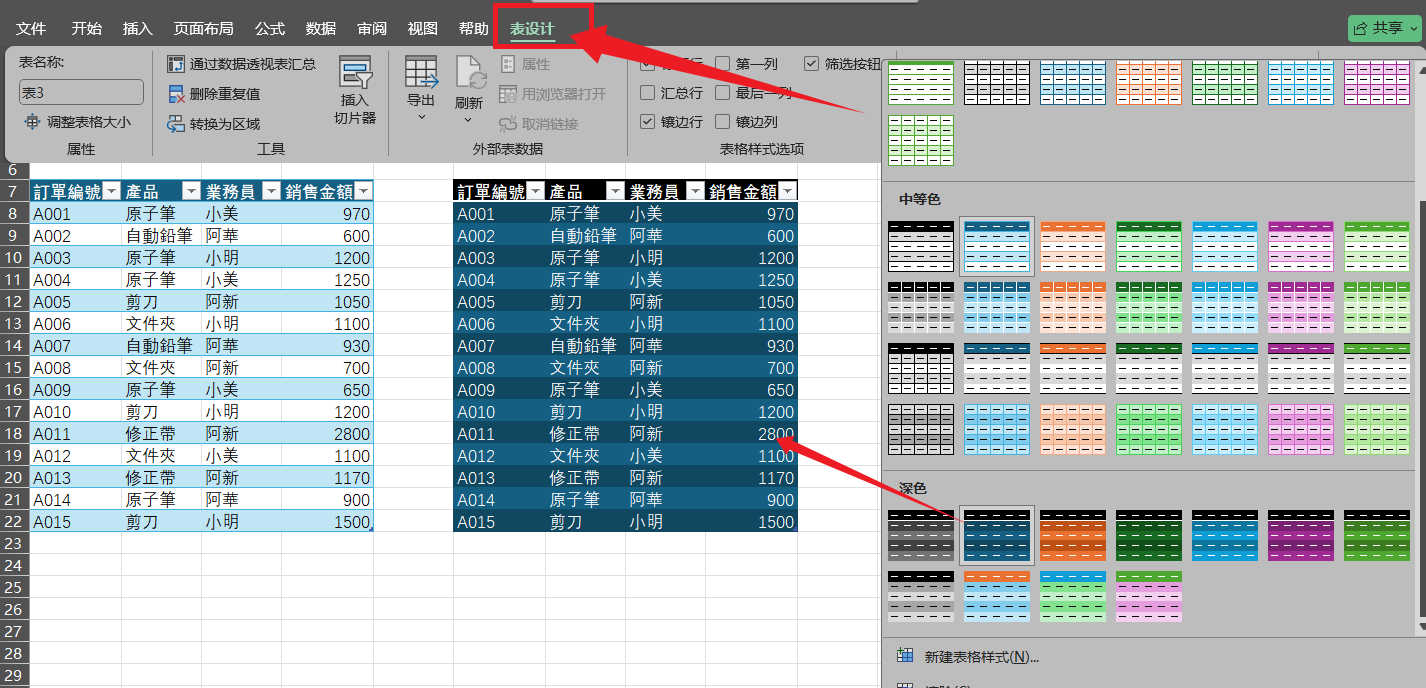 文件 开始 插入 页面布局 公式 数据 审阅 视图 帮助 表设计 共享
表名称:
表3
调整表格大小
属性
通过数据透视表汇总
删除重复值
转换为区域
插入
切片器
工具
导出
刷新
属性
用浏览器打开
取消链接
外部表数据
第一列 筛选按钮
汇总行 最后一列
镶边行 镶边列
表格样式选项
6
7 訂單編號 產品 業務員 銷售金額 訂單編號 產品 業務員 銷售金額
8 A001 原子筆 小美 970 A001 原子筆 小美 970
9 A002 自動鉛筆 阿華 600 A002 自動鉛筆 阿華 600
10 A003 原子筆 小明 1200 A003 原子筆 小明 1200
11 A004 原子筆 小美 1250 A004 原子筆 小美 1250
12 A005 剪刀 阿新 1050 A005 剪刀 阿新 1050
13 A006 文件夾 小明 1100 A006 文件夾 小明 1100
14 A007 自動鉛筆 阿華 930 A007 自動鉛筆 阿華 930
15 A008 文件夾 阿新 700 A008 文件夾 阿新 700
16 A009 原子筆 小美 650 A009 原子筆 小美 650
17 A010 剪刀 小明 1200 A010 剪刀 小明 1200
18 A011 修正帶 阿新 2800 A011 修正帶 阿新 2800
19 A012 文件夾 小美 1100 A012 文件夾 小美 1100
20 A013 修正帶 阿新 1170 A013 修正帶 阿新 1170
21 A014 原子筆 阿華 900 A014 原子筆 阿華 900
22 A015 剪刀 小明 1500 A015 剪刀 小明 1500
23
24
25
26
27
28
29
中等色
深色
新建表格样式(N)...